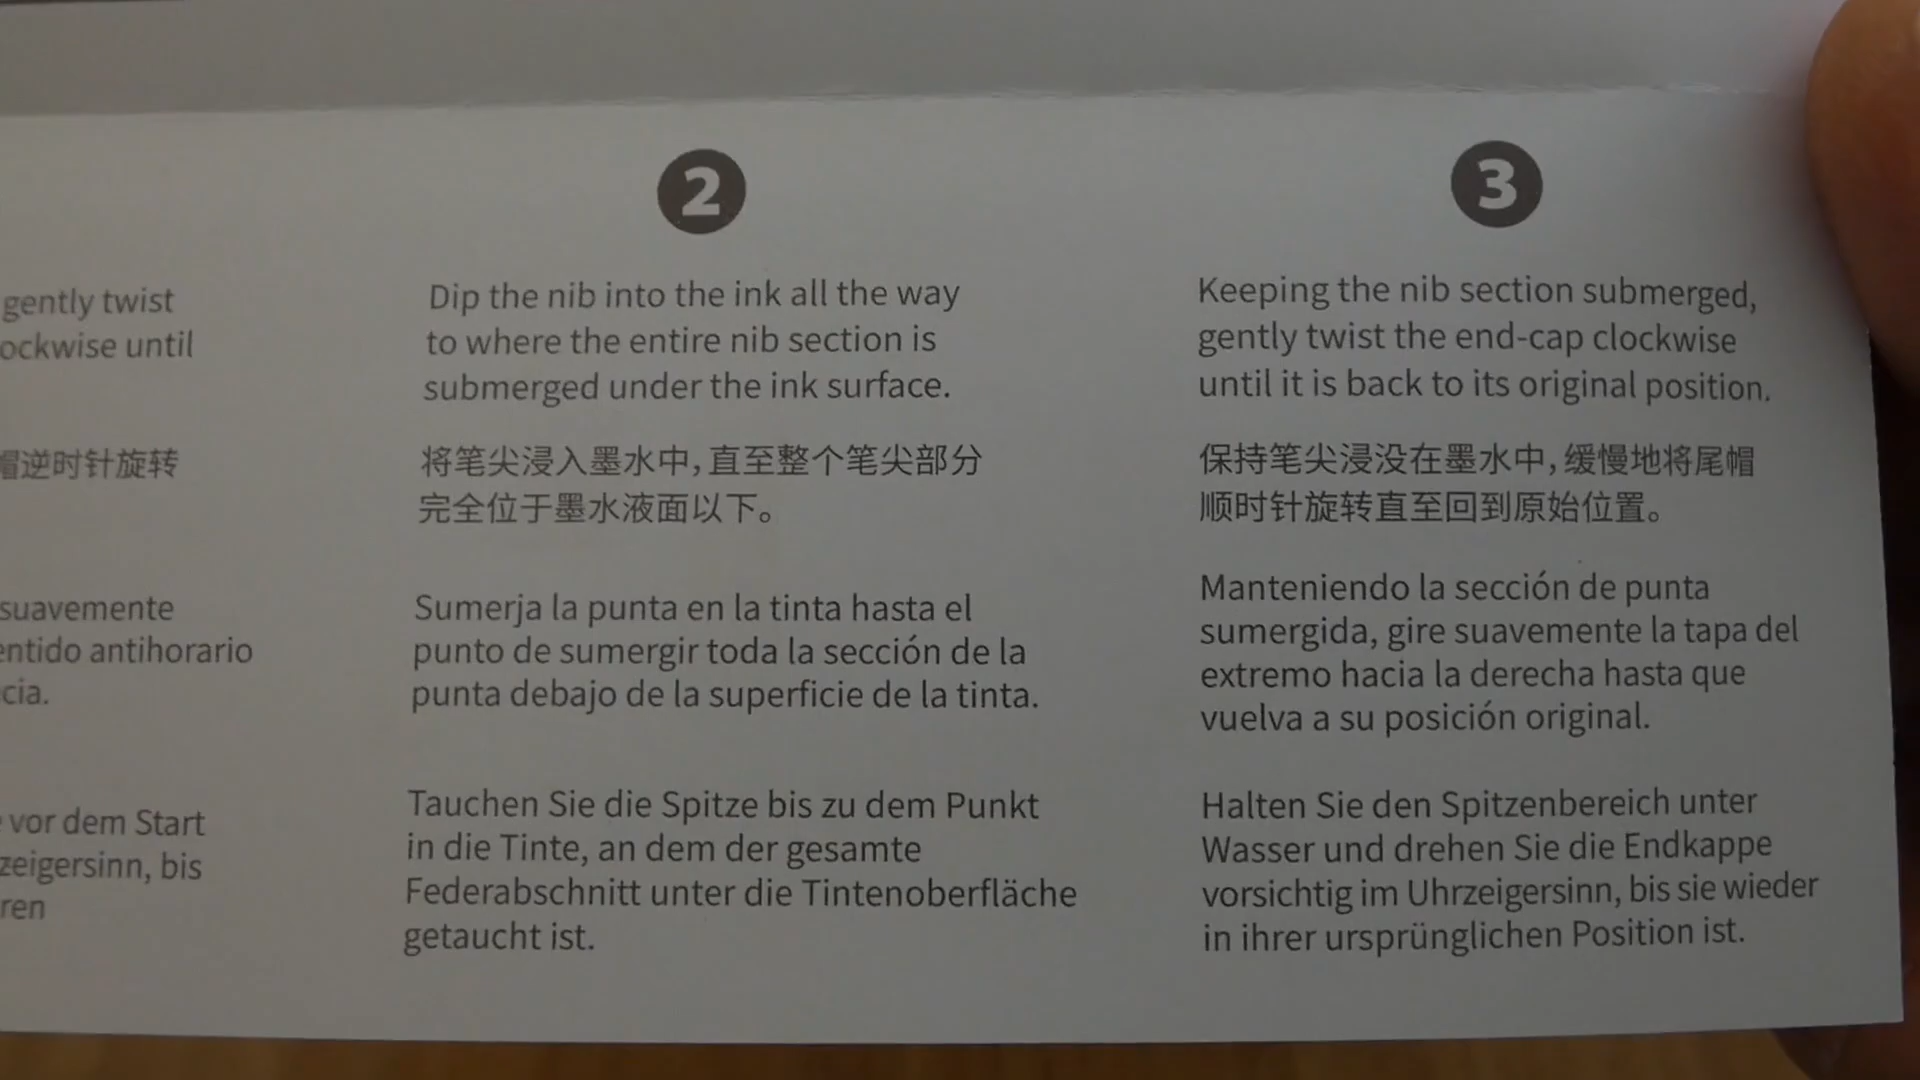 gently twist
ockwise until
帽逆时针旋转
suavemente
entido antihorario
cia.
vor dem Start
zeigersinn, bis
ren
2
Dip the nib into the ink all the way
to where the entire nib section is
submerged under the ink surface.
将笔尖浸入墨水中,直至整个笔尖部分
完全位于墨水液面以下。
Sumerja la punta en la tinta hasta el
punto de sumergir toda la sección de la
punta debajo de la superficie de la tinta.
Tauchen Sie die Spitze bis zu dem Punkt
in die Tinte, an dem der gesamte
Federabschnitt unter die Tintenoberfläche
getaucht ist.
3
Keeping the nib section submerged,
gently twist the end-cap clockwise
until it is back to its original position.
保持笔尖浸没在墨水中,缓慢地将尾帽
顺时针旋转直至回到原始位置。
Manteniendo la sección de punta
sumergida, gire suavemente la tapa del
extremo hacia la derecha hasta que
vuelva a su posición original.
Halten Sie den Spitzenbereich unter
Wasser und drehen Sie die Endkappe
vorsichtig im Uhrzeigersinn, bis sie wieder
in ihrer ursprünglichen Position ist.